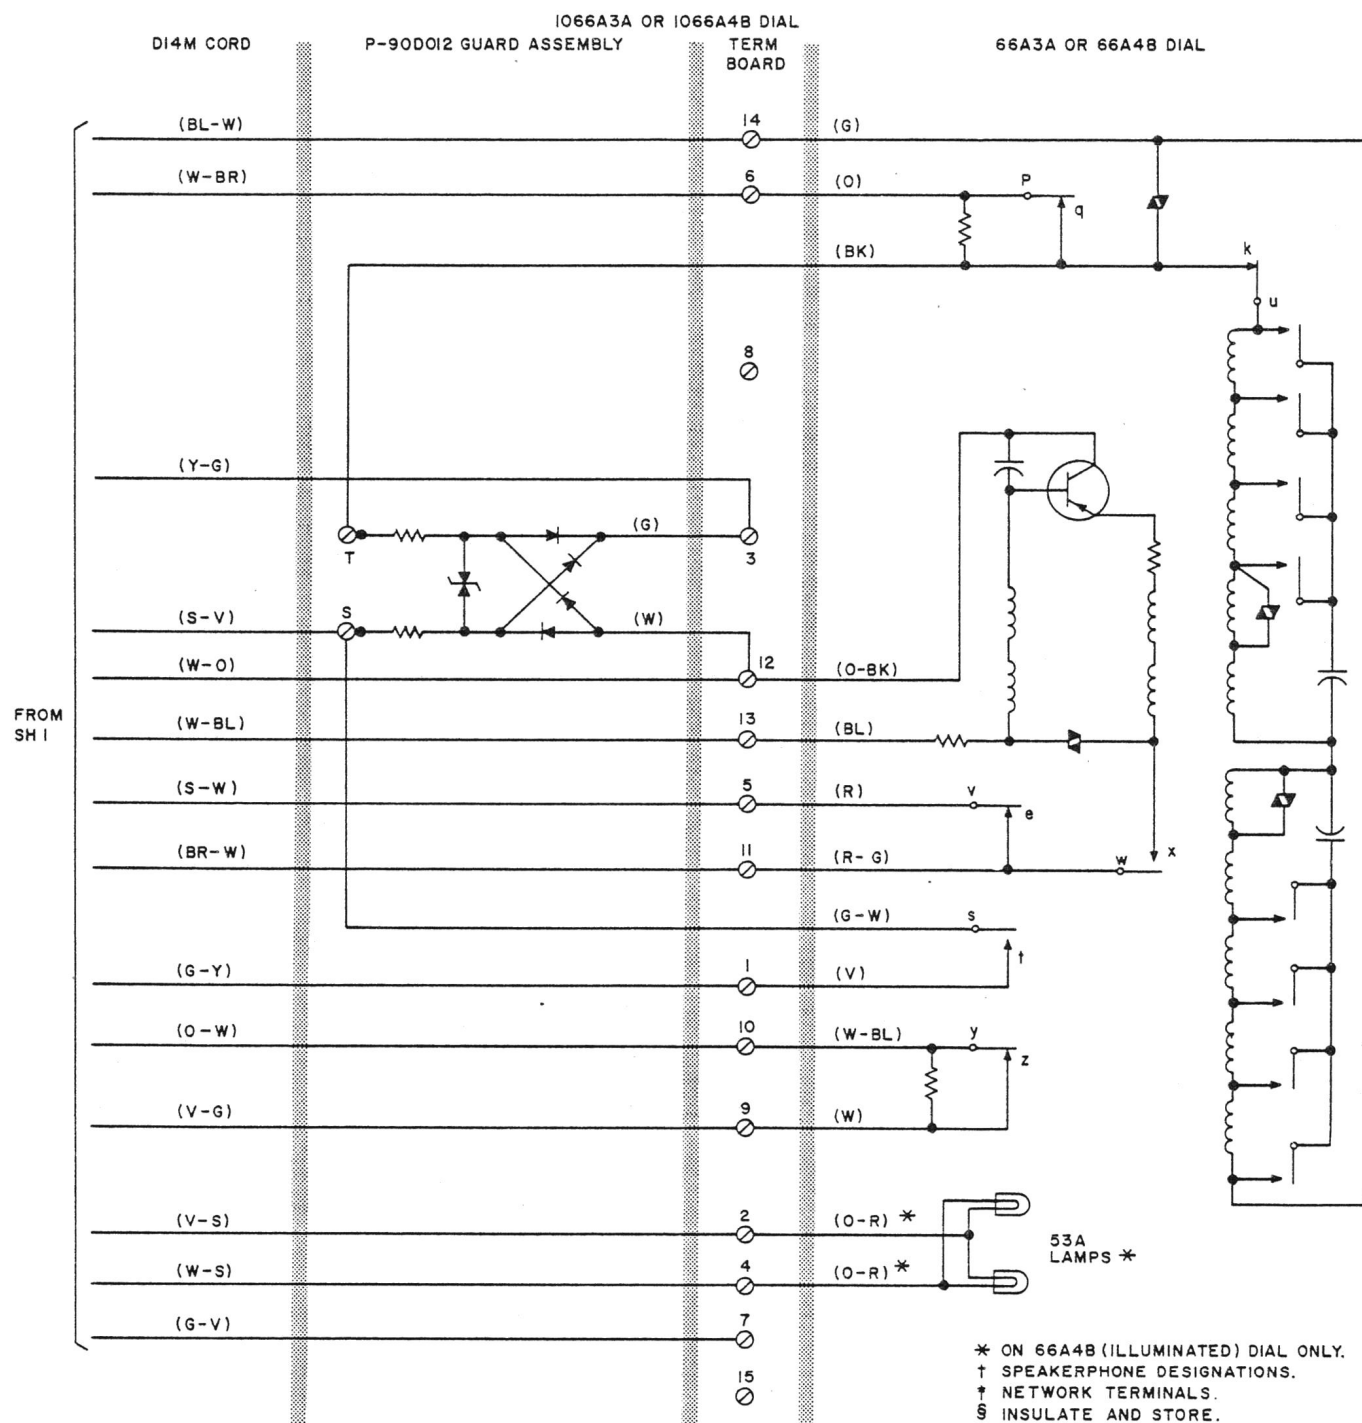 1066A3A OR 1066A4B DIAL
D14M CORD
P-90D012 GUARD ASSEMBLY
TERM
BOARD
66A3A OR 66A4B DIAL
(BL-W)
14
(G)
(W-BR)
6
(O)
P
q
(BK)
k
u
8
(Y-G)
(G)
T
3
(S-V)
S
(W)
(W-O)
12
(O-BK)
FROM
SH 1
(W-BL)
13
(BL)
(S-W)
5
(R)
v
e
(BR-W)
11
(R-G)
w
x
(G-W)
s
t
(G-Y)
1
(V)
(O-W)
10
(W-BL)
y
z
(V-G)
9
(W)
(V-S)
2
(O-R) *
53A
LAMPS *
(W-S)
4
(O-R) *
(G-V)
7
15
* ON 66A4B (ILLUMINATED) DIAL ONLY.
† SPEAKERPHONE DESIGNATIONS.
‡ NETWORK TERMINALS.
§ INSULATE AND STORE.